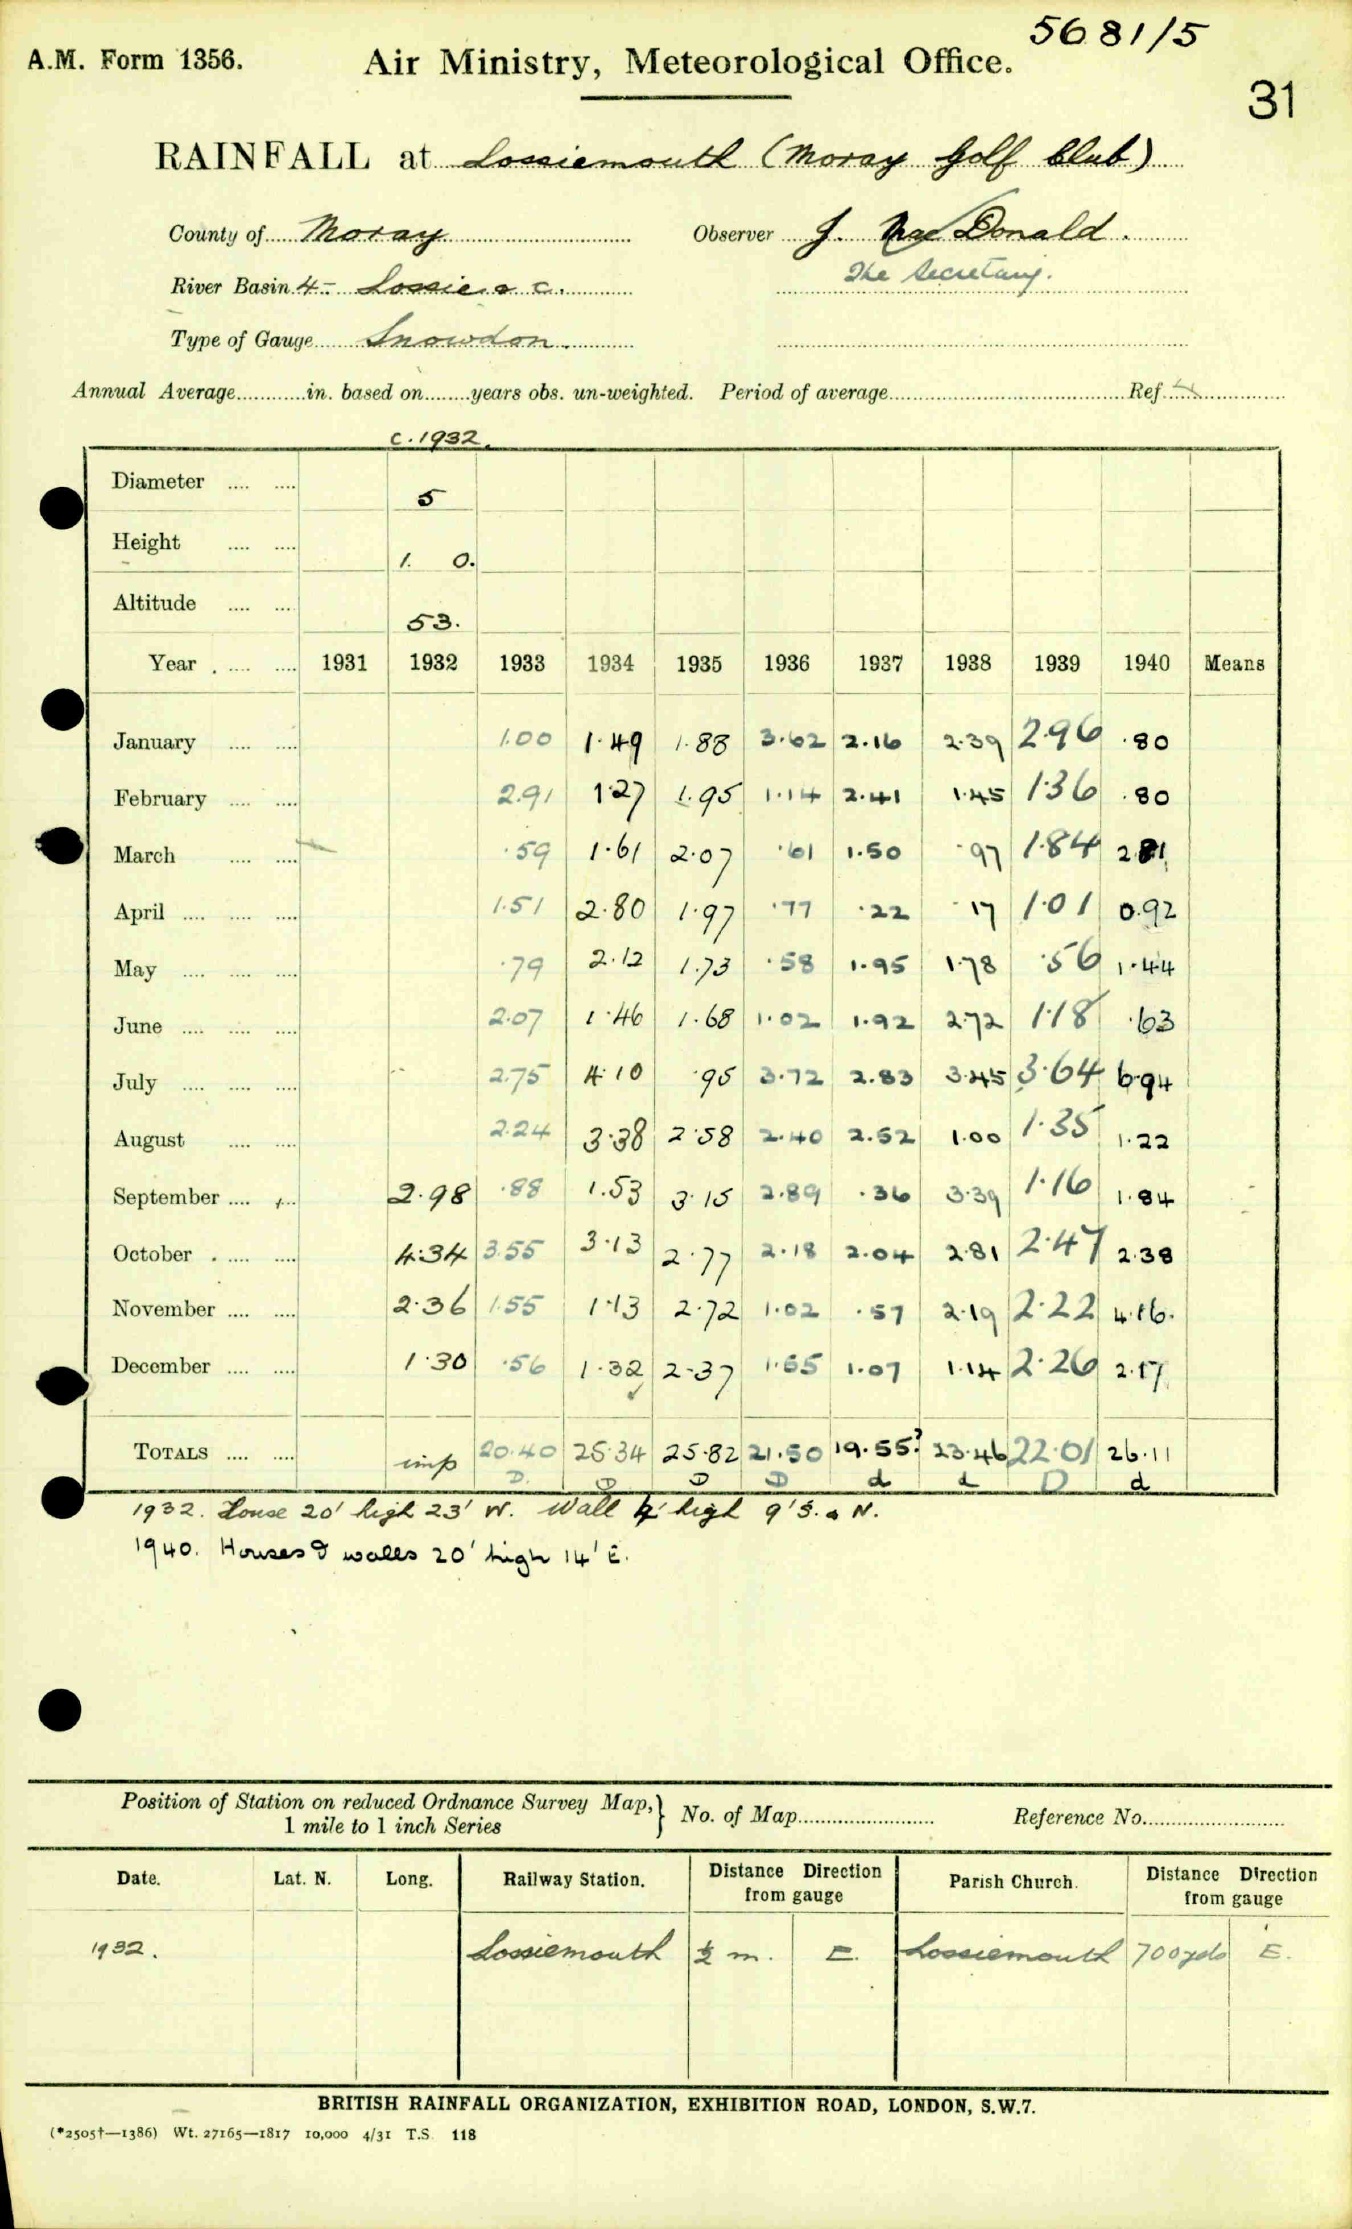 5681/5
A.M. Form 1356. Air Ministry, Meteorological Office.
31
RAINFALL at Lossiemouth (Moray Golf Club)
County of Moray Observer J. MacDonald.
The Secretary.
River Basin 4- Lossie & c.
Type of Gauge Snowdon.
Annual Average............in. based on........years obs. un-weighted. Period of average........Ref.
c.1932.
Diameter .... .... 5
Height .... .... 1. 0.
Altitude .... .... 53.
Year . .... .... 1931 1932 1933 1934 1935 1936 1937 1938 1939 1940 Means
January .... .... 1.00 1.49 1.88 3.62 2.16 2.39 2.96 .80
February .... .... 2.91 1.27 1.95 1.14 2.41 1.45 1.36 .80
March .... .... .59 1.61 2.07 .61 1.50 .97 1.84 2.81
April .... .... .... 1.51 2.80 1.97 .77 .22 .17 1.01 0.92
May .... .... .... .79 2.12 1.73 .58 1.95 1.78 .56 1.44
June .... .... .... 2.07 1.46 1.68 1.02 1.92 2.72 1.18 .63
July .... .... .... 2.75 4.10 .95 3.72 2.83 3.45 3.64 6.94
August .... .... 2.24 3.38 2.58 2.40 2.52 1.00 1.35 1.22
September .... .... 2.98 .88 1.53 3.15 2.89 .36 3.39 1.16 1.84
October . .... .... 4.34 3.55 3.13 2.77 2.18 2.04 2.81 2.47 2.38
November .... .... 2.36 1.55 1.13 2.72 1.02 .57 2.19 2.22 4.16.
December .... .... 1.30 .56 1.32 2.37 1.55 1.07 1.14 2.26 2.17
TOTALS .... .... imp 20.40 25.34 25.82 21.50 19.55? 23.46 22.01 26.11
D. D D D d d D d
1932. House 20' high 23' W. Wall 4' high 9' S. & N.
1940. Houses & walls 20' high 14' E.
Position of Station on reduced Ordnance Survey Map, 1 mile to 1 inch Series } No. of Map........ Reference No........
Date. Lat. N. Long. Railway Station. Distance Direction from gauge Parish Church. Distance Direction from gauge
1932. Lossiemouth ½ m. E. Lossiemouth 700 yds E.
BRITISH RAINFALL ORGANIZATION, EXHIBITION ROAD, LONDON, S.W.7.
(*2505†—1386) Wt. 27165—1817 10,000 4/31 T.S. 118